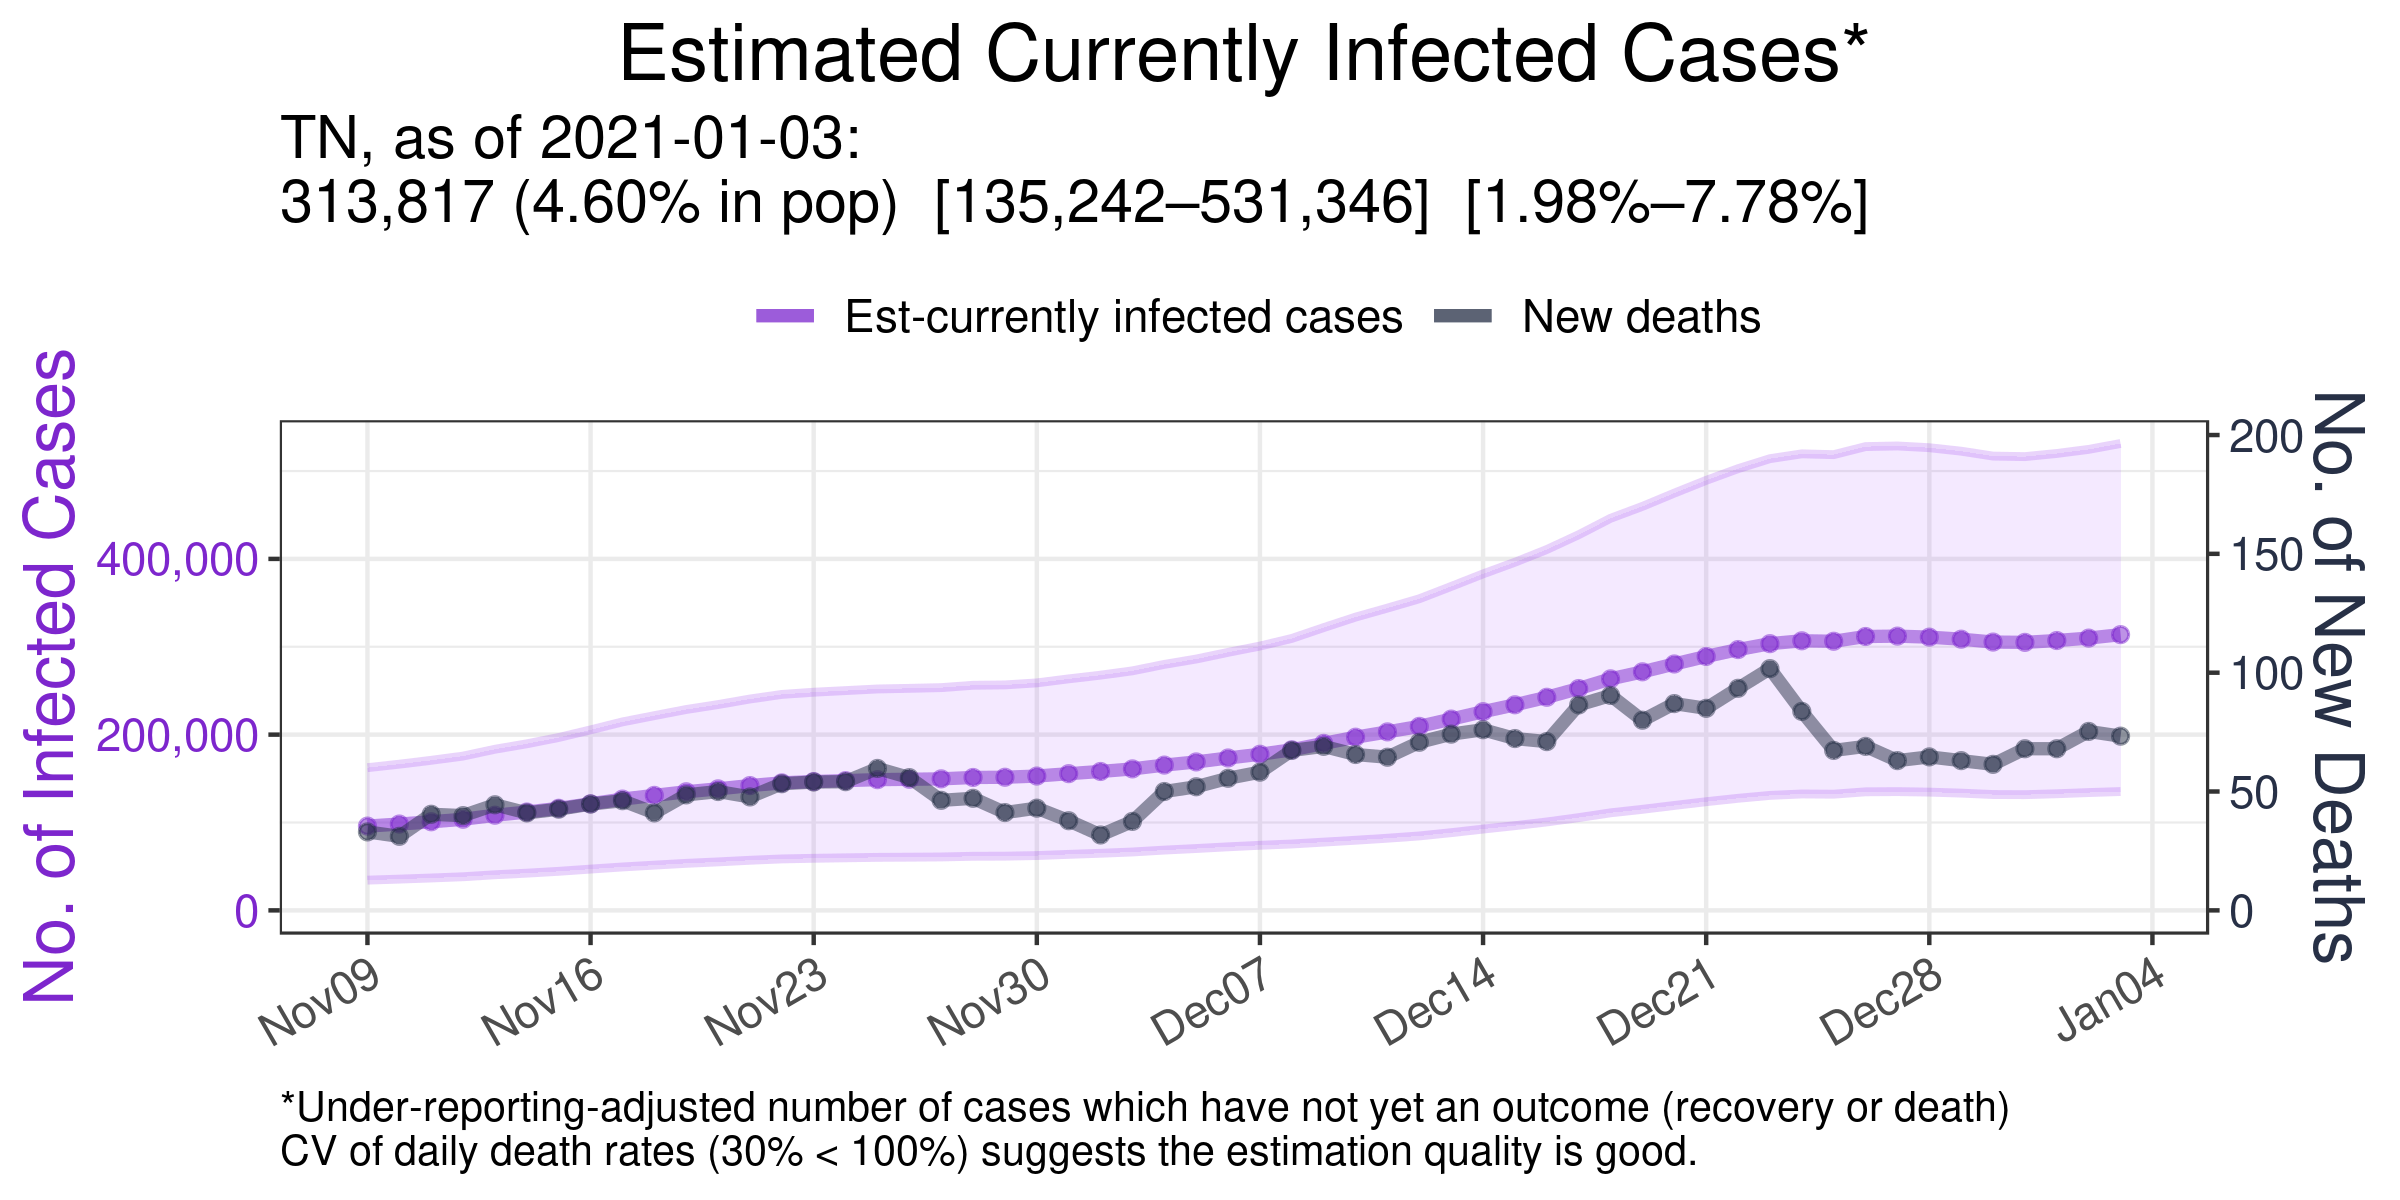 Estimated Currently Infected Cases*
TN, as of 2021-01-03:
313,817 (4.60% in pop)  [135,242–531,346]  [1.98%–7.78%]
Est-currently infected cases
New deaths
No. of Infected Cases
400,000
200,000
0
200
150
100
50
0
No. of New Deaths
Nov09
Nov16
Nov23
Nov30
Dec07
Dec14
Dec21
Dec28
Jan04
*Under-reporting-adjusted number of cases which have not yet an outcome (recovery or death)
CV of daily death rates (30% < 100%) suggests the estimation quality is good.